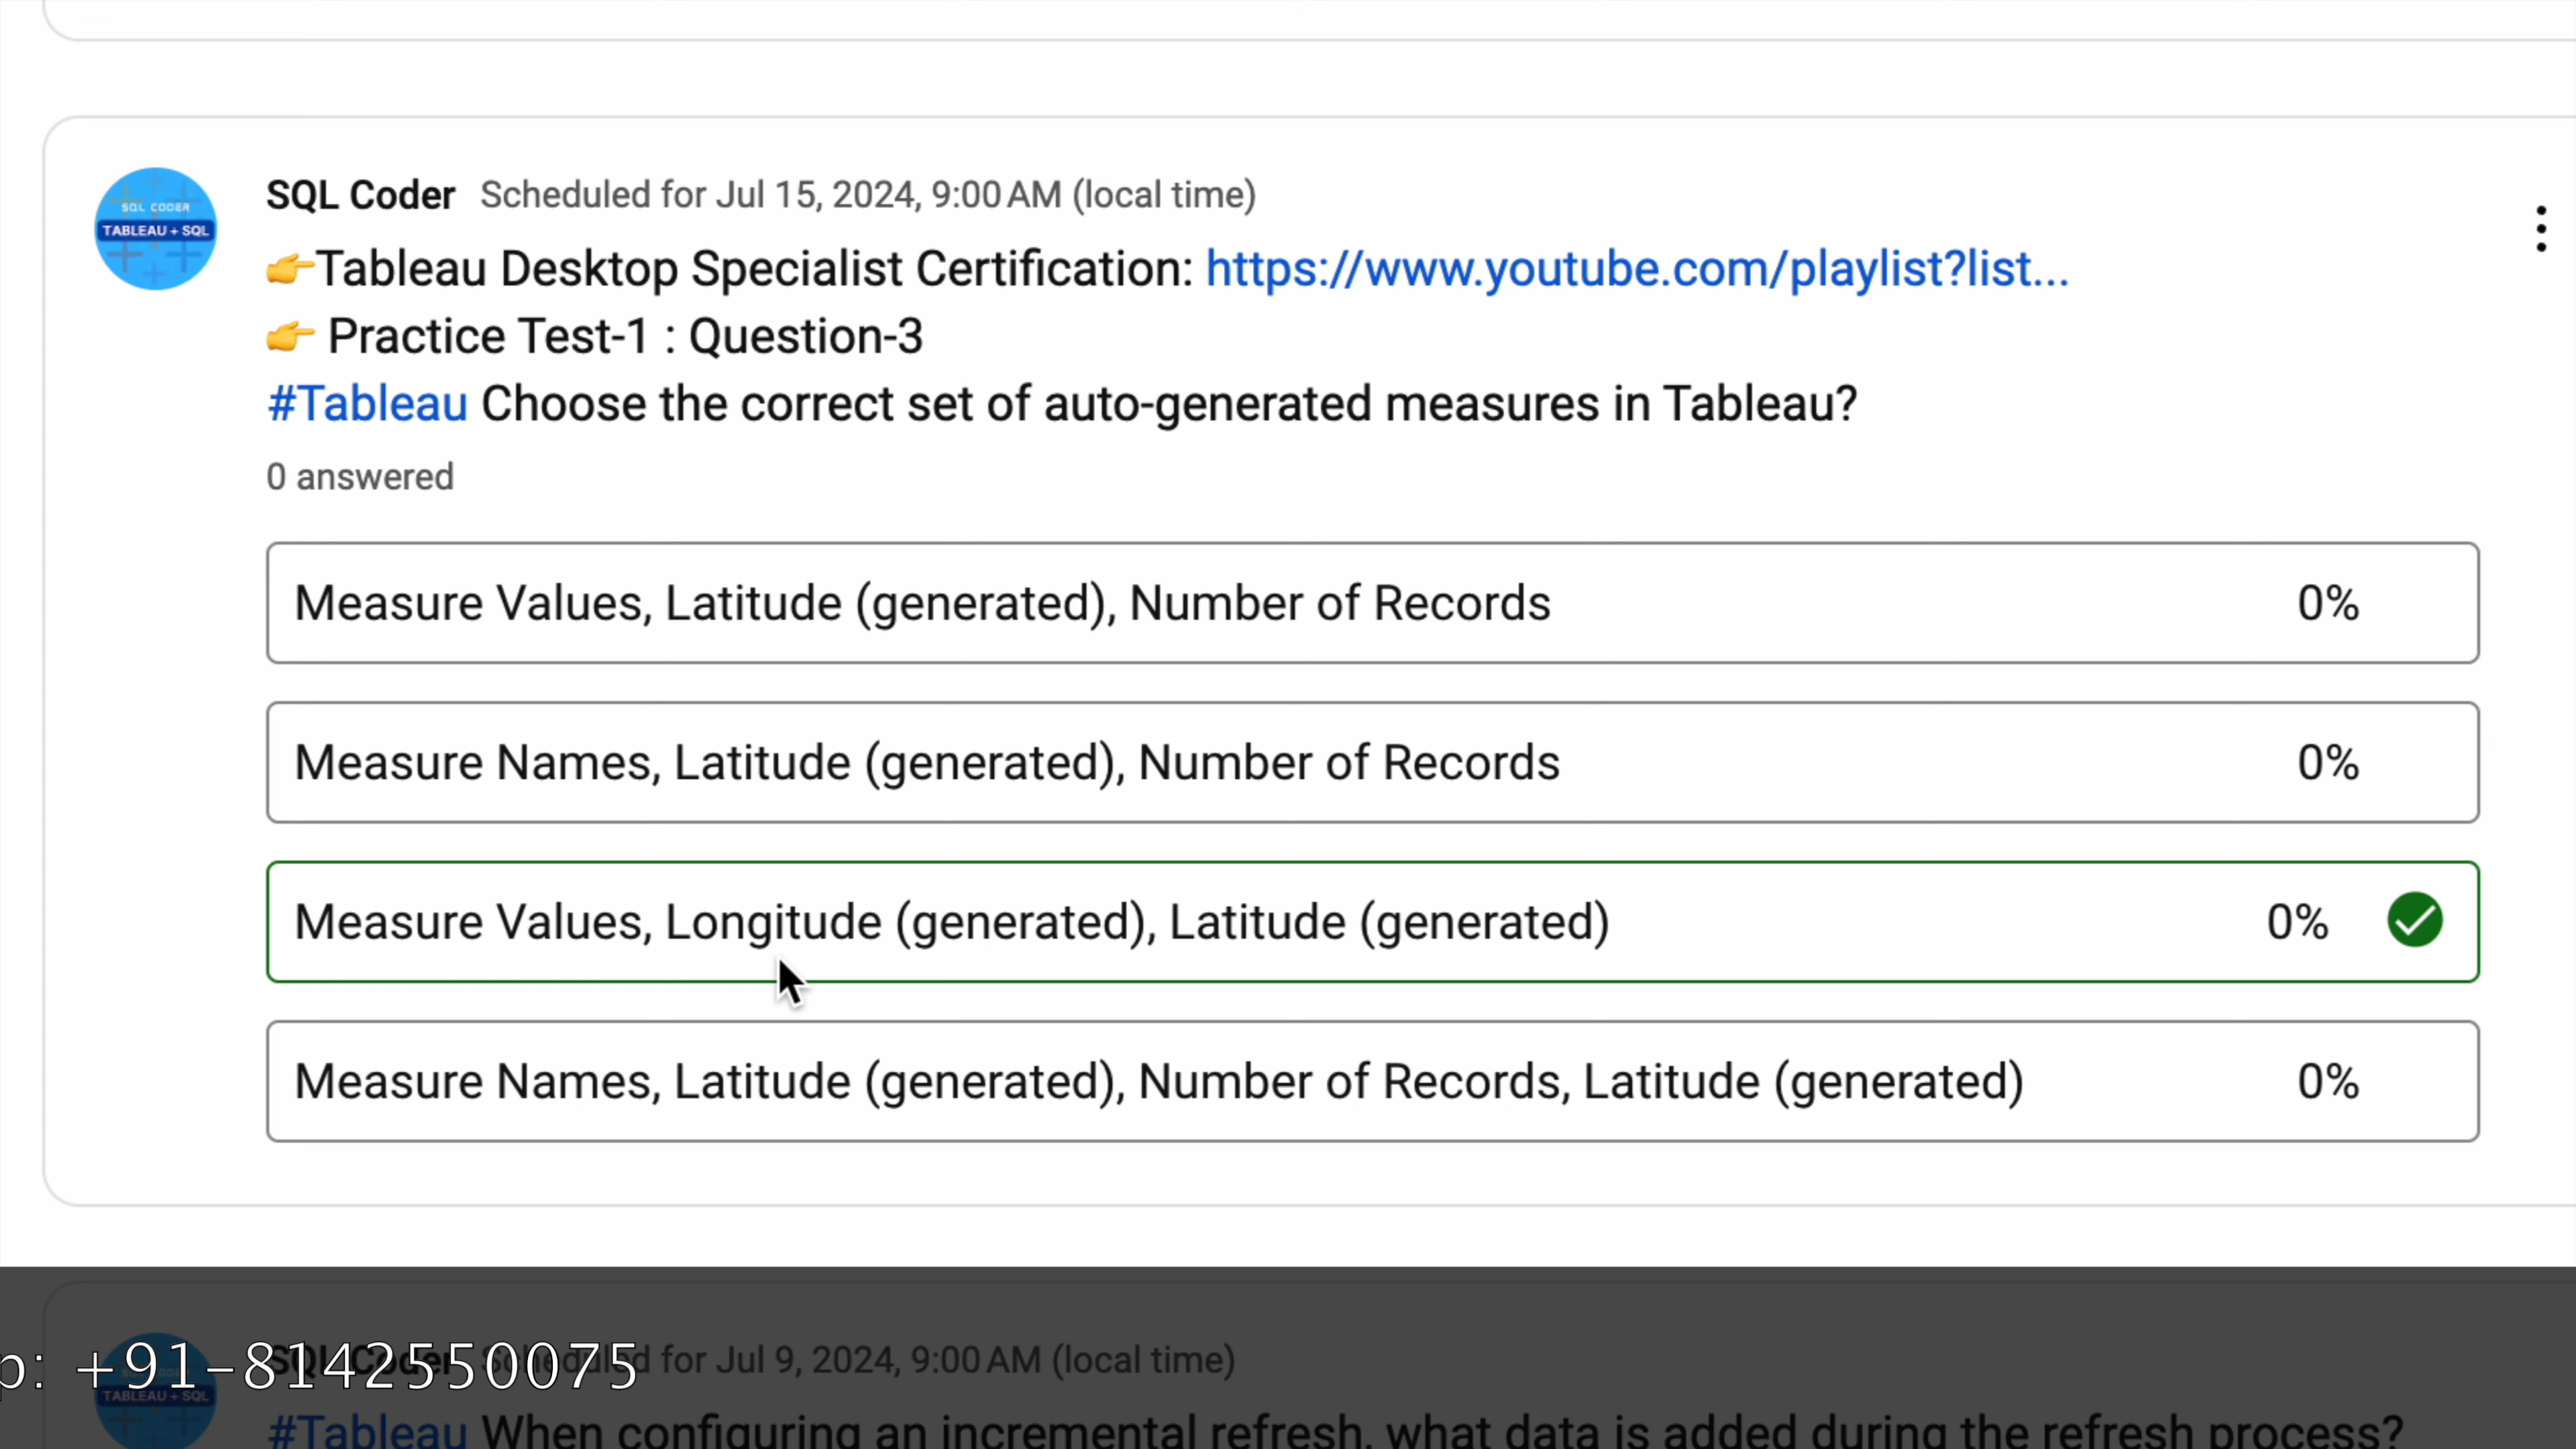 SQL CODER
TABLEAU + SQL
SQL Coder Scheduled for Jul 15, 2024, 9:00 AM (local time)
👉Tableau Desktop Specialist Certification: https://www.youtube.com/playlist?list...
👉 Practice Test-1 : Question-3
#Tableau Choose the correct set of auto-generated measures in Tableau?
0 answered
Measure Values, Latitude (generated), Number of Records 0%
Measure Names, Latitude (generated), Number of Records 0%
Measure Values, Longitude (generated), Latitude (generated) 0%
Measure Names, Latitude (generated), Number of Records, Latitude (generated) 0%
p: +91-8142550075
SQL Coder Scheduled for Jul 9, 2024, 9:00 AM (local time)
TABLEAU + SQL
#Tableau When configuring an incremental refresh, what data is added during the refresh process?